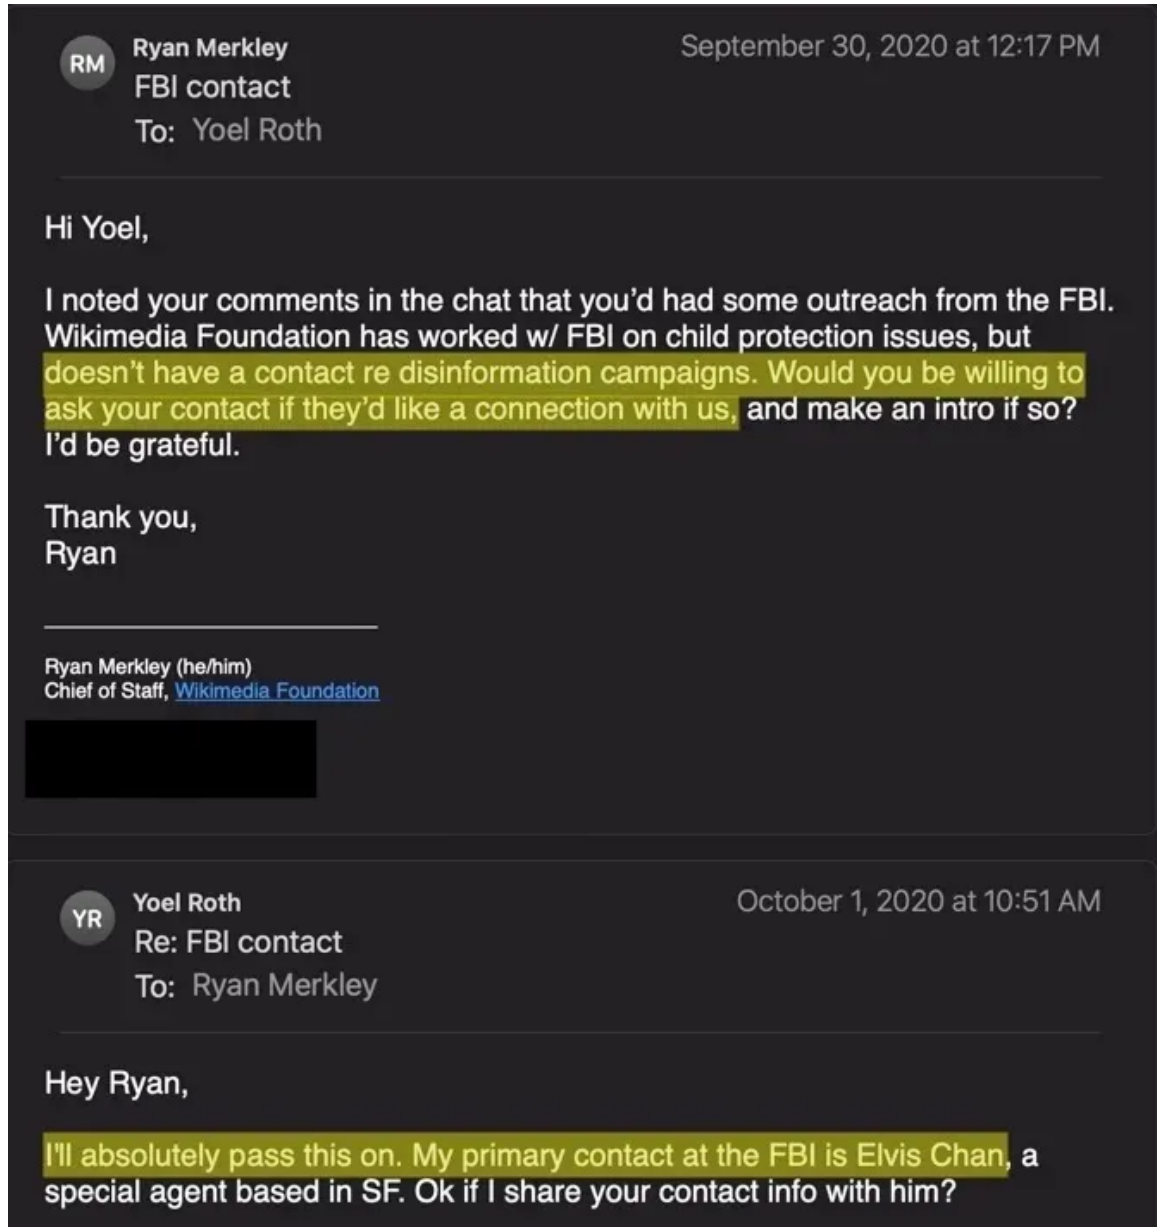 RM
Ryan Merkley
September 30, 2020 at 12:17 PM
FBI contact
To: Yoel Roth
Hi Yoel,
I noted your comments in the chat that you’d had some outreach from the FBI.
Wikimedia Foundation has worked w/ FBI on child protection issues, but
doesn’t have a contact re disinformation campaigns. Would you be willing to
ask your contact if they’d like a connection with us, and make an intro if so?
I’d be grateful.
Thank you,
Ryan
Ryan Merkley (he/him)
Chief of Staff, Wikimedia Foundation
YR
Yoel Roth
October 1, 2020 at 10:51 AM
Re: FBI contact
To: Ryan Merkley
Hey Ryan,
I'll absolutely pass this on. My primary contact at the FBI is Elvis Chan, a
special agent based in SF. Ok if I share your contact info with him?